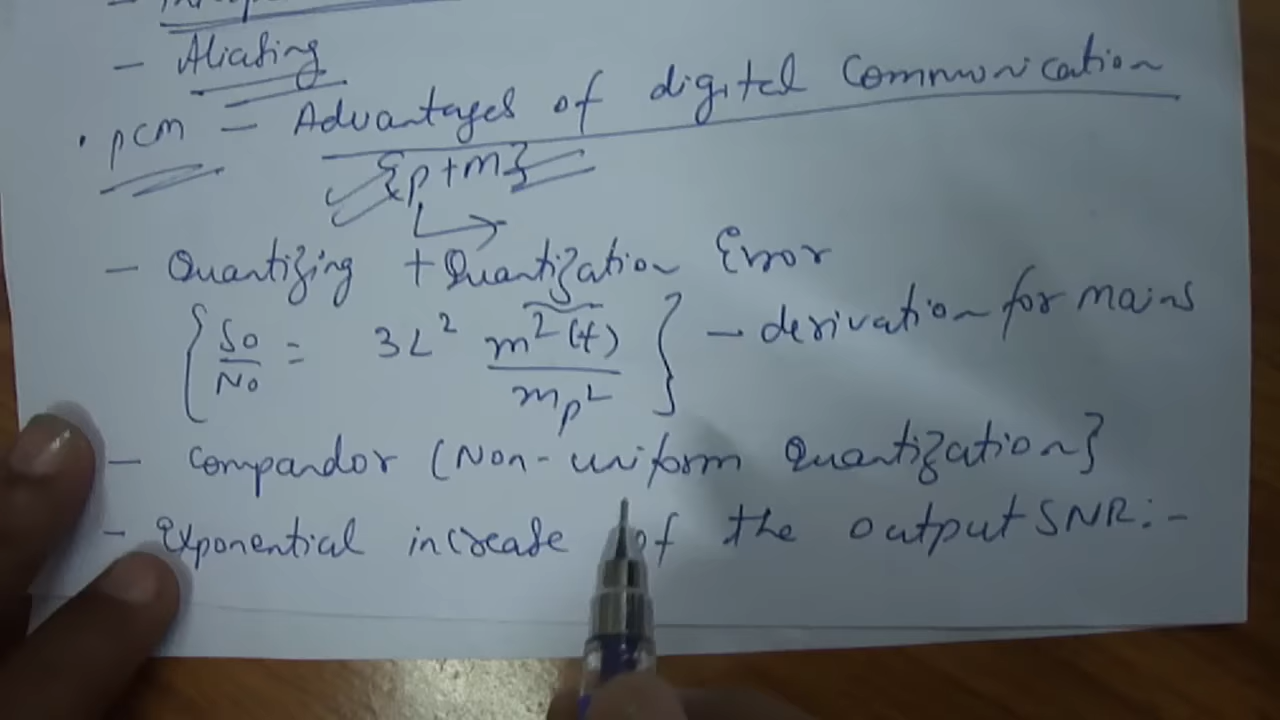 - Aliasing
. pcm - Advantages of digital Communication
{p+m}
- Quantizing + Quantization Error
{ So/No = 3L² m²(t)/mp² } - derivation for mains
- Compandor (Non-uniform Quantization}
- Exponential increase of the output SNR:-